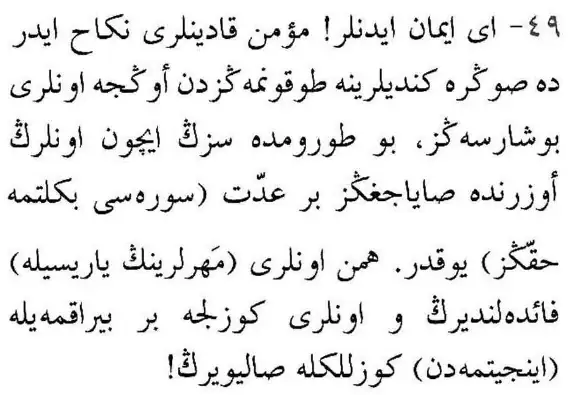 ٤٩- ای ایمان ایدنلر! مؤمن قادینلری نكاح ایدر
ده صوڭره كندیلرینه طوقونمه‌ڭزدن أوڭجه اونلری
بوشارسه‌ڭز، بو طورومده سزڭ ایچون اونلرڭ
أوزرنده صایاجغڭز بر عدّت (سوره‌سی بكلتمه
حقّڭز) یوقدر. همن اونلری (مَهرلرینڭ یاریسیله)
فائده‌لندیرڭ و اونلری كوزلجه بر بیراقمه‌یله
(اینجیتمه‌دن) كوزللكله صالیویرڭ!